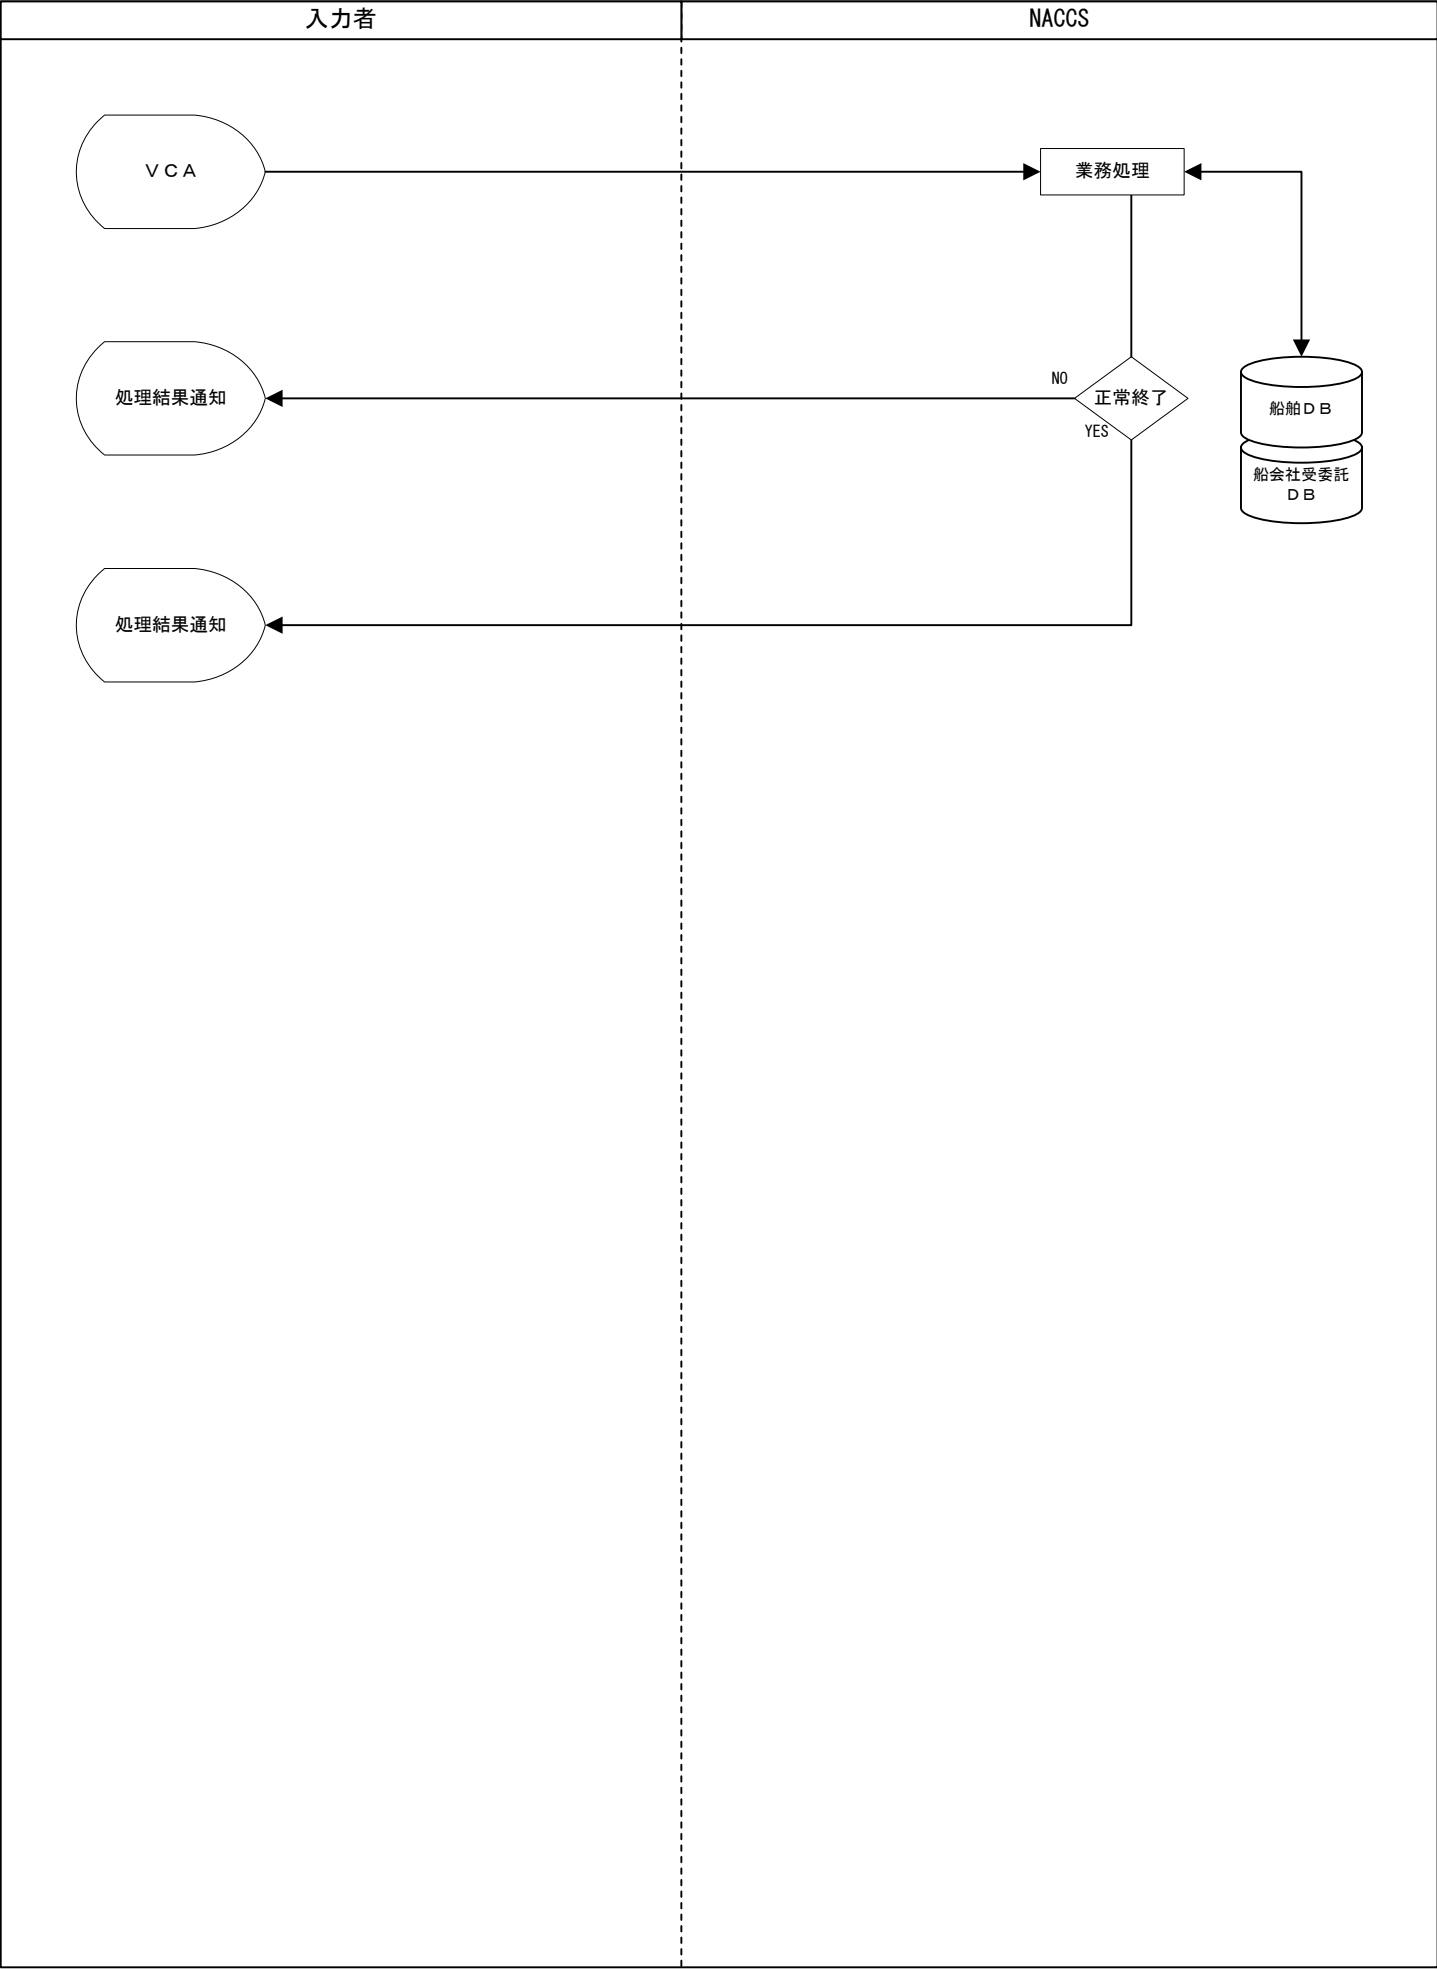 入力者
NACCS
ＶＣＡ
業務処理
処理結果通知
NO
正常終了
YES
船舶ＤＢ
船会社受委託
ＤＢ
処理結果通知